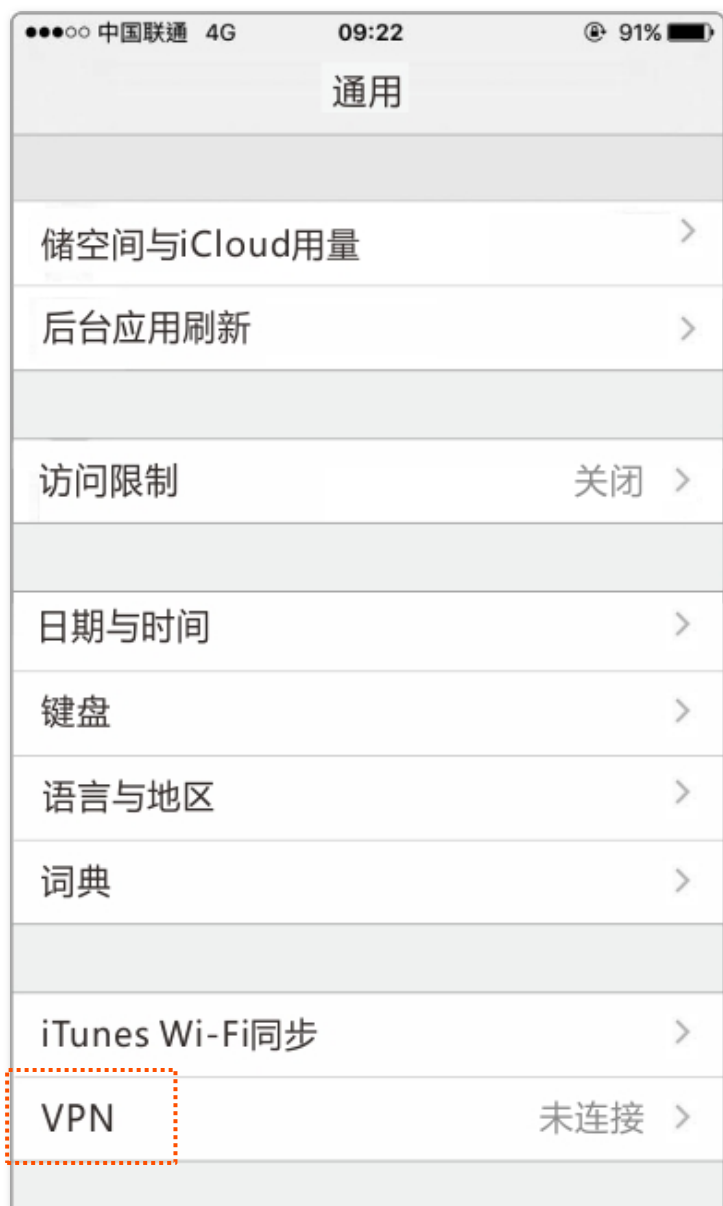 中国联通 4G 09:22 91%
通用
储空间与iCloud用量
后台应用刷新
访问限制 关闭
日期与时间
键盘
语言与地区
词典
iTunes Wi-Fi同步
VPN 未连接